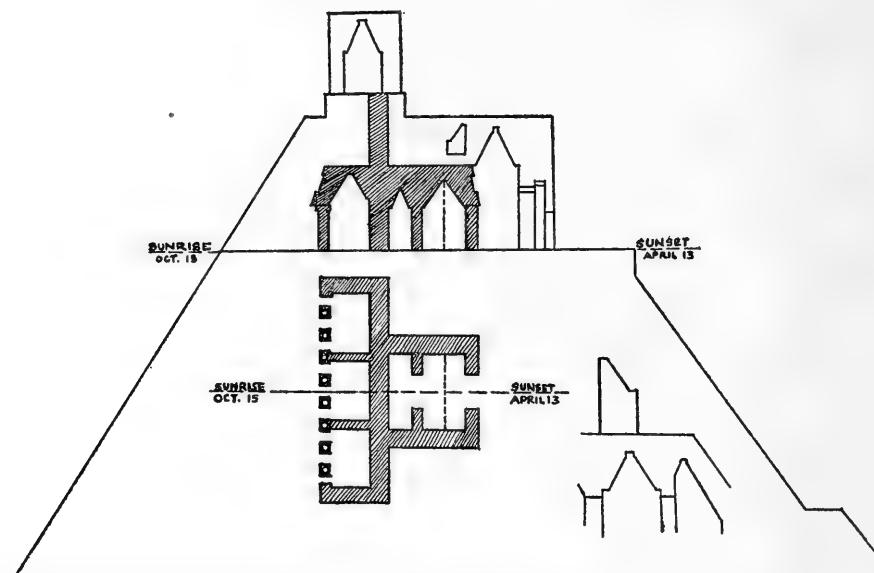 SUNRISE
OCT. 13
SUNSET
APRIL 13
SUNRISE
OCT. 15
SUNSET
APRIL 13